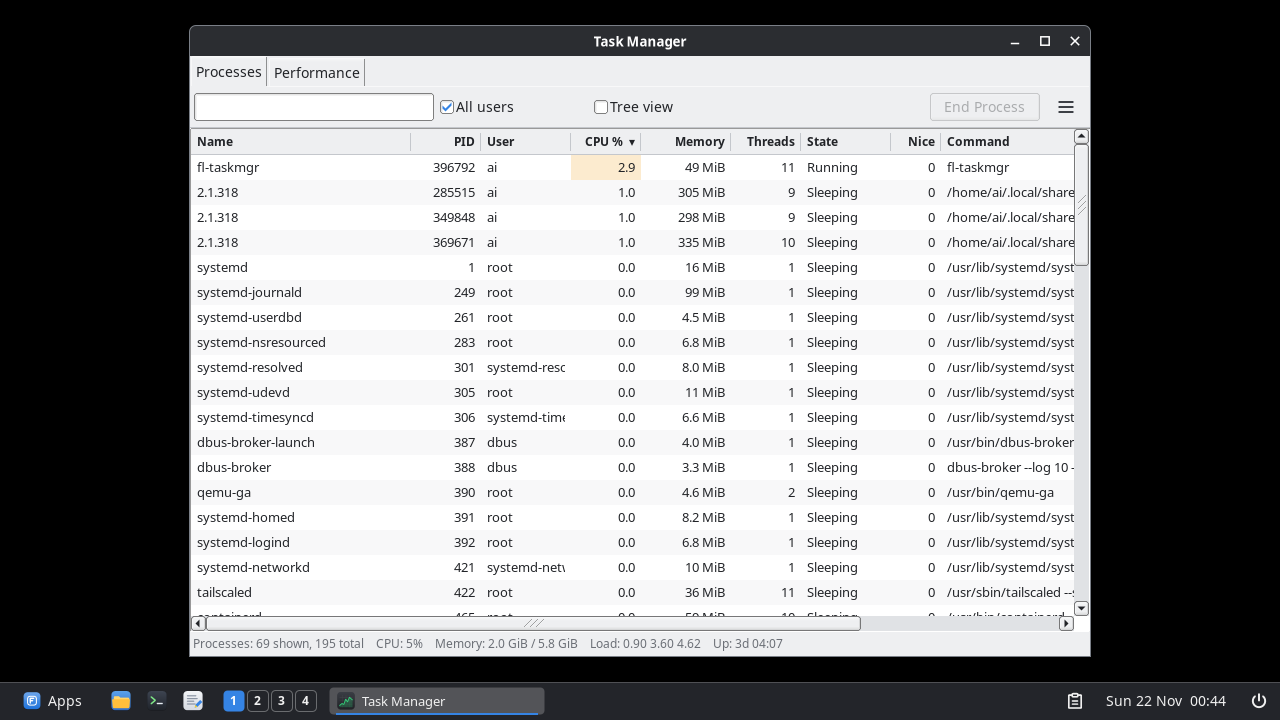 Task Manager
Processes Performance
All users Tree view End Process
Name PID User CPU % ▼ Memory Threads State Nice Command
fl-taskmgr 396792 ai 2.9 49 MiB 11 Running 0 fl-taskmgr
2.1.318 285515 ai 1.0 305 MiB 9 Sleeping 0 /home/ai/.local/share
2.1.318 349848 ai 1.0 298 MiB 9 Sleeping 0 /home/ai/.local/share
2.1.318 369671 ai 1.0 335 MiB 10 Sleeping 0 /home/ai/.local/share
systemd 1 root 0.0 16 MiB 1 Sleeping 0 /usr/lib/systemd/syst
systemd-journald 249 root 0.0 99 MiB 1 Sleeping 0 /usr/lib/systemd/syst
systemd-userdbd 261 root 0.0 4.5 MiB 1 Sleeping 0 /usr/lib/systemd/syst
systemd-nsresourced 283 root 0.0 6.8 MiB 1 Sleeping 0 /usr/lib/systemd/syst
systemd-resolved 301 systemd-reso 0.0 8.0 MiB 1 Sleeping 0 /usr/lib/systemd/syst
systemd-udevd 305 root 0.0 11 MiB 1 Sleeping 0 /usr/lib/systemd/syst
systemd-timesyncd 306 systemd-time 0.0 6.6 MiB 1 Sleeping 0 /usr/lib/systemd/syst
dbus-broker-launch 387 dbus 0.0 4.0 MiB 1 Sleeping 0 /usr/bin/dbus-broker
dbus-broker 388 dbus 0.0 3.3 MiB 1 Sleeping 0 dbus-broker --log 10 -
qemu-ga 390 root 0.0 4.6 MiB 2 Sleeping 0 /usr/bin/qemu-ga
systemd-homed 391 root 0.0 8.2 MiB 1 Sleeping 0 /usr/lib/systemd/syst
systemd-logind 392 root 0.0 6.8 MiB 1 Sleeping 0 /usr/lib/systemd/syst
systemd-networkd 421 systemd-netw 0.0 10 MiB 1 Sleeping 0 /usr/lib/systemd/syst
tailscaled 422 root 0.0 36 MiB 11 Sleeping 0 /usr/sbin/tailscaled --s
Processes: 69 shown, 195 total CPU: 5% Memory: 2.0 GiB / 5.8 GiB Load: 0.90 3.60 4.62 Up: 3d 04:07
Apps 1 2 3 4 Task Manager Sun 22 Nov 00:44